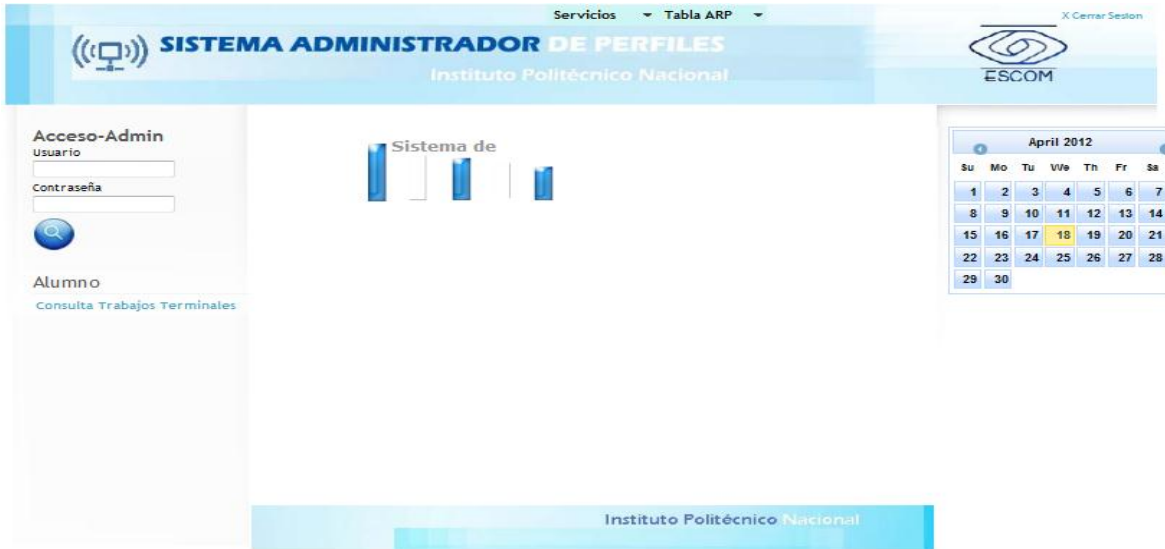 Servicios Tabla ARP
X Cerrar Sesion
SISTEMA ADMINISTRADOR DE PERFILES
Instituto Politécnico Nacional
ESCOM
Acceso-Admin
Usuario
Contraseña
Alumno
Consulta Trabajos Terminales
Sistema de
April 2012
Su Mo Tu We Th Fr Sa
1 2 3 4 5 6 7
8 9 10 11 12 13 14
15 16 17 18 19 20 21
22 23 24 25 26 27 28
29 30
Instituto Politécnico Nacional